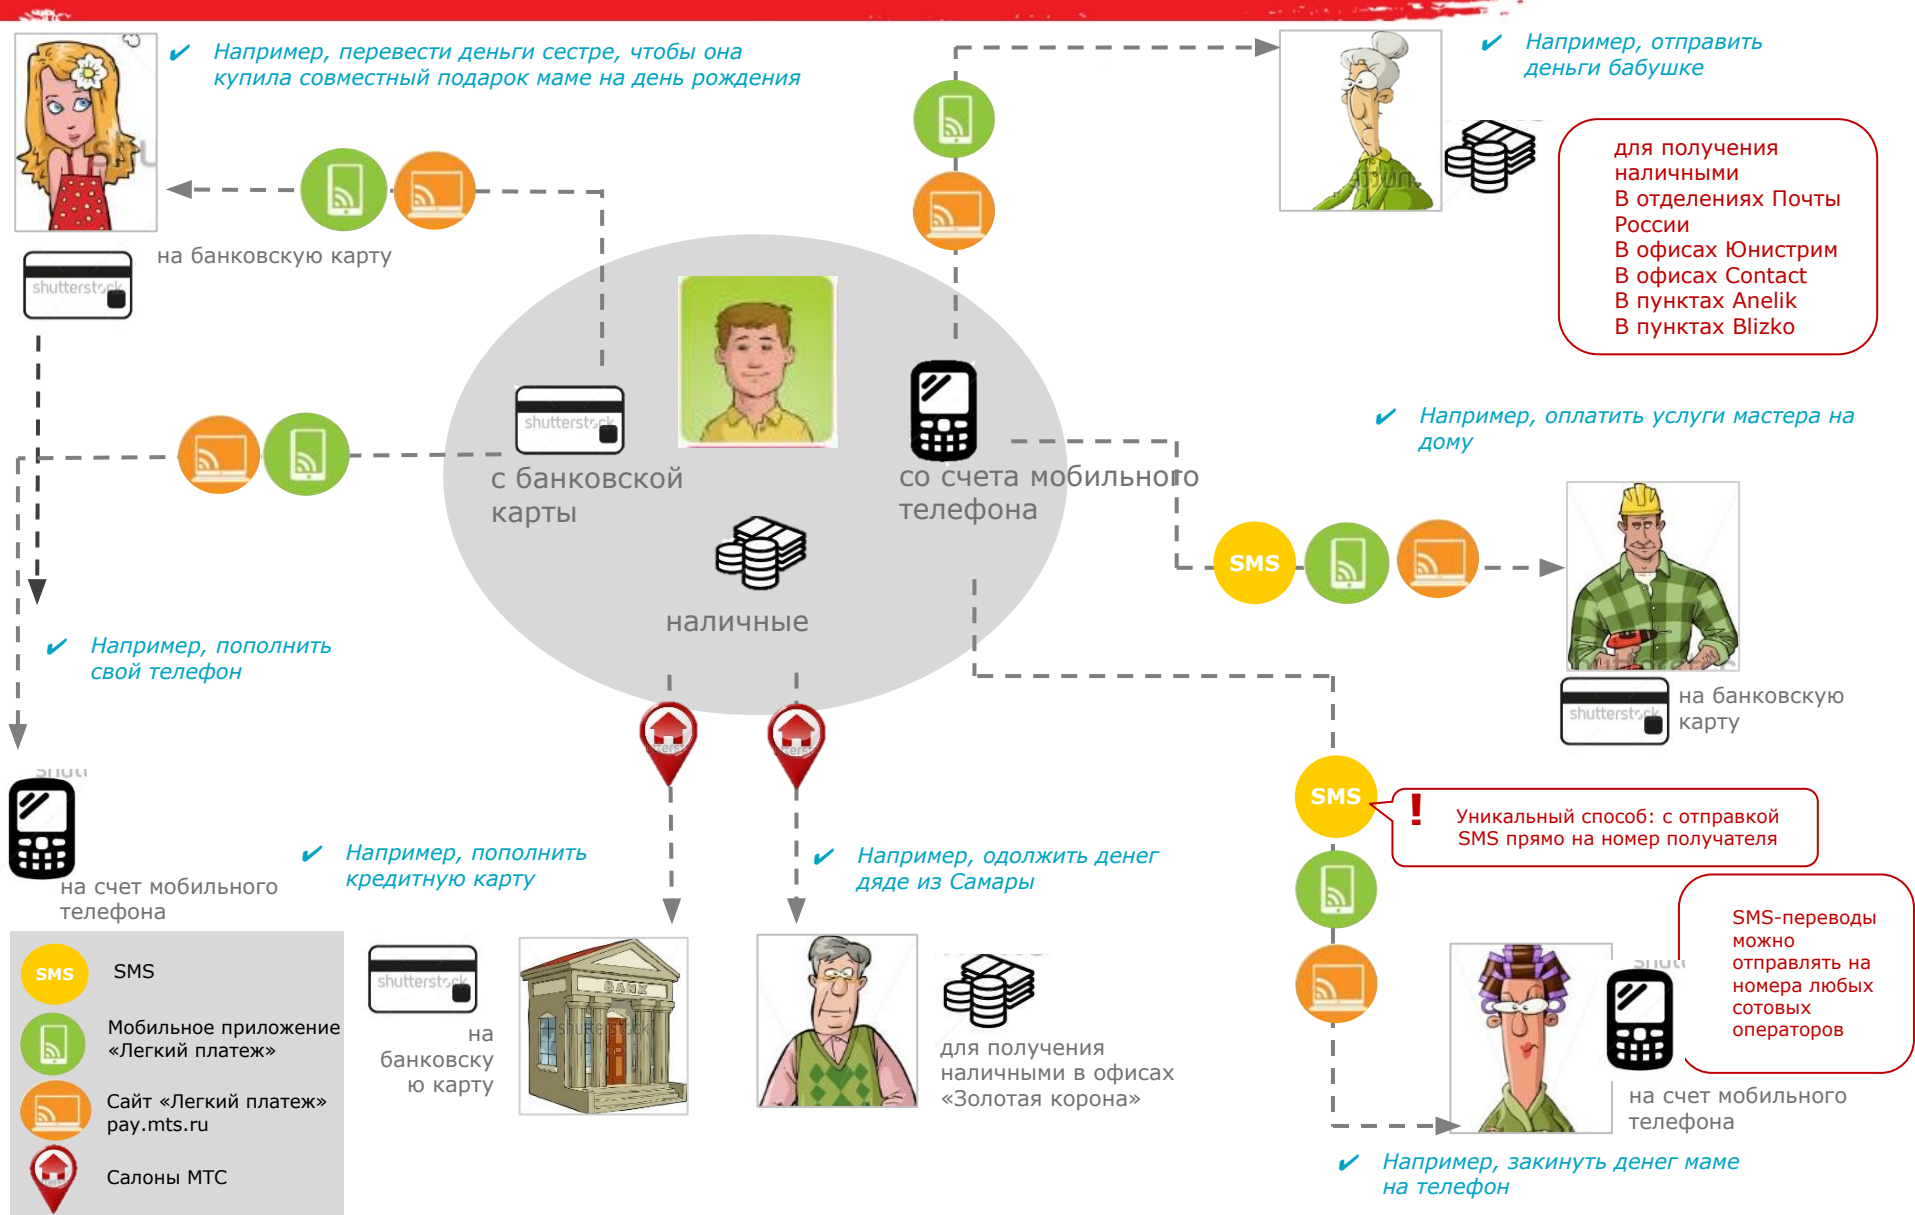 Например, перевести деньги сестре, чтобы она
купила совместный подарок маме на день рождения
Например, отправить
деньги бабушке
для получения
наличными
В отделениях Почты
России
В офисах Юнистрим
В офисах Contact
В пунктах Anelik
В пунктах Blizko
на банковскую карту
shutterstock
shutterstock
с банковской
карты
со счета мобильного
телефона
наличные
Например, оплатить услуги мастера на
дому
SMS
на банковскую
карту
shutterstock
Например, пополнить
свой телефон
на счет мобильного
телефона
SMS
! Уникальный способ: с отправкой
SMS прямо на номер получателя
Например, пополнить
кредитную карту
Например, одолжить денег
дяде из Самары
SMS-переводы
можно
отправлять на
номера любых
сотовых
операторов
shutterstock
на
банковску
ю карту
BANK
shutterstock
для получения
наличными в офисах
«Золотая корона»
на счет мобильного
телефона
Например, закинуть денег маме
на телефон
SMS SMS
Мобильное приложение
«Легкий платеж»
Сайт «Легкий платеж»
pay.mts.ru
Салоны МТС